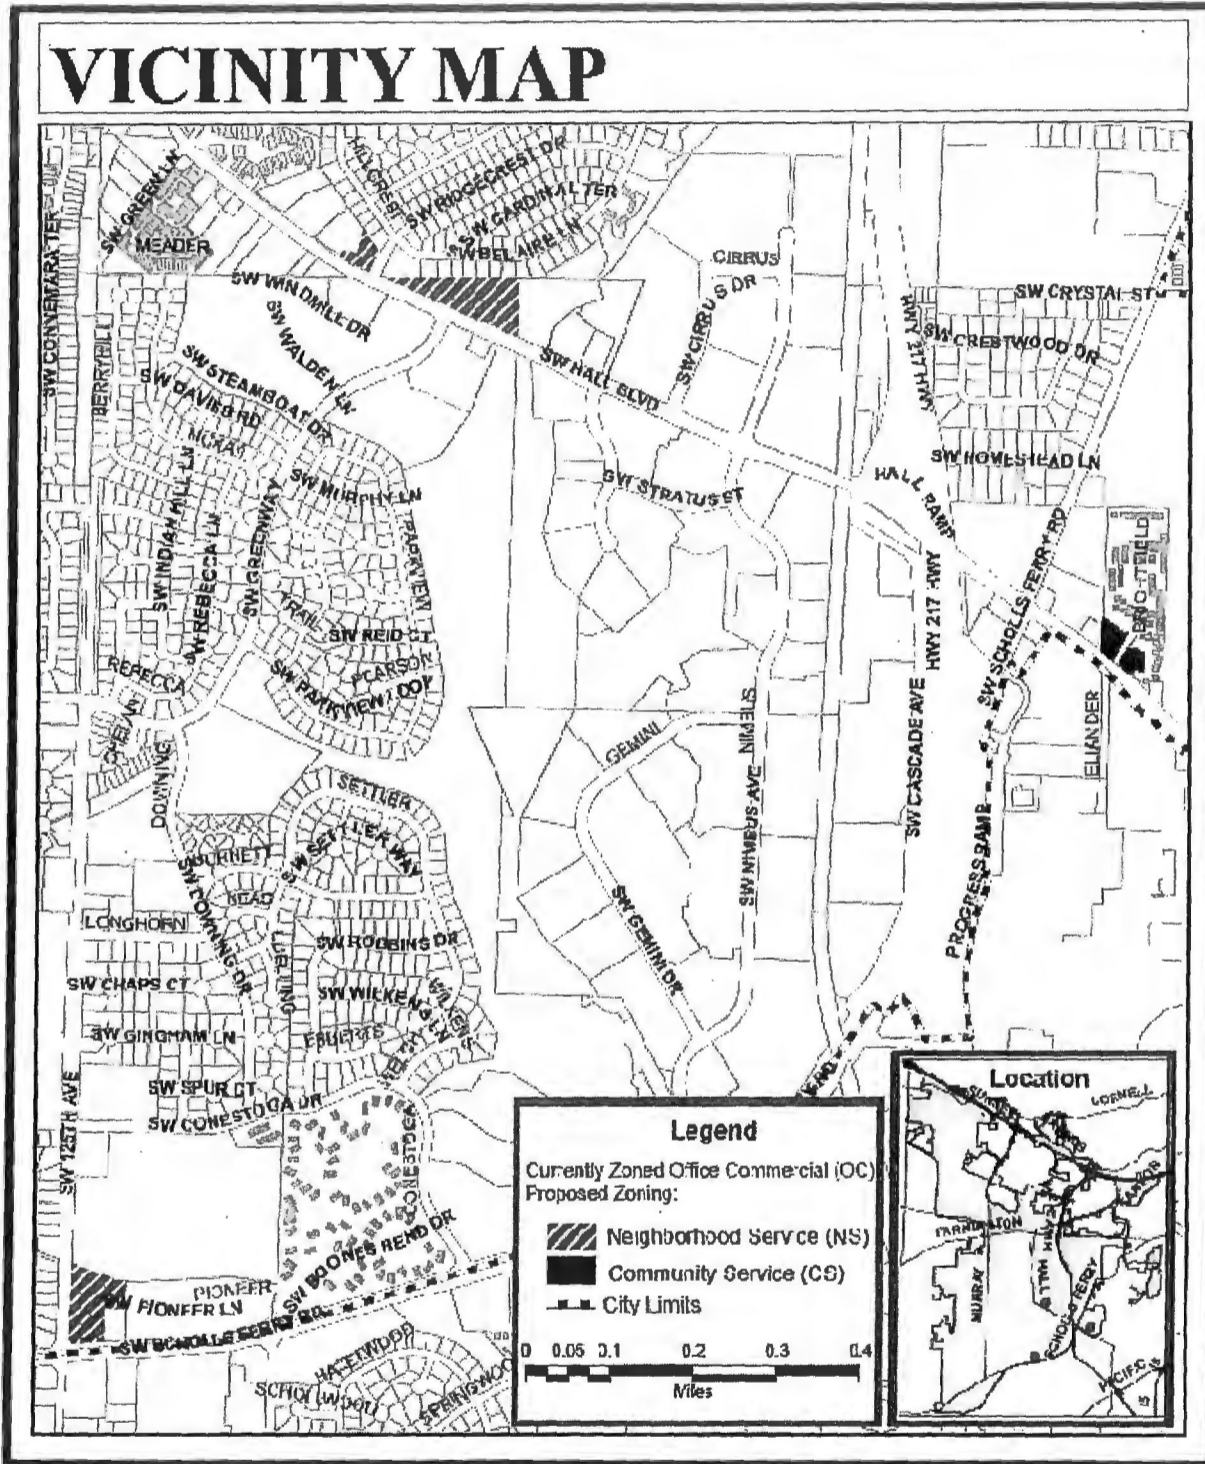 VICINITY MAP
HILLCREST
SW RIDGECREST DR
SW CARDINAL TER
SW BEL AIRE LN
SW GREEN LN
MEADER
SW WINDMILL DR
SW WALDEN LN
CIRRUS
SW CIRRUS DR
SW CRYSTAL ST
HWY 217 HWY
SW CRESTWOOD DR
BERRYHILL
SW STEAMBOAT DR
SW DAVIES RD
SW HALL BLVD
SW HOMESTEAD LN
SW INDIAN HILL LN
SW MURPHY LN
SW STRATUS ST
HALL RAMP
SW REBECCA LN
SW GREENWAY
PARKVIEW
TRAIL
SW REID CT
PEARSON
SW PARKVIEW LOOP
REBECCA
HWY 217 HWY
SW SCHOLLS FERRY RD
DOWNING
GEMINI
NIMBUS
SW CASCADE AVE
SETTLER
SW SETTLER WAY
SW NIMBUS AVE
PROGRESS RAMP
LONGHORN
SW DOWNING DR
SW ROBBINS DR
SW GEMINI DR
SW CHAPS CT
SW WILKENS LN
WILKENS
SW GINGHAM LN
SW SPUR CT
SW CONESTOGA DR
CONESTOGA
SW 125TH AVE
SW BOONES BEND DR
PIONEER
SW PIONEER LN
SW SCHOLLS FERRY RD
HAZELWOOD
Legend
Currently Zoned Office Commercial (OC)
Proposed Zoning:
Neighborhood Service (NS)
Community Service (CS)
City Limits
0 0.05 0.1 0.2 0.3 0.4
Miles
Location
SUNSET
CORNELL
CANYON
FARMINGTON
MURRAY
HALL B
SCHOLLS FERRY
PACIFIC